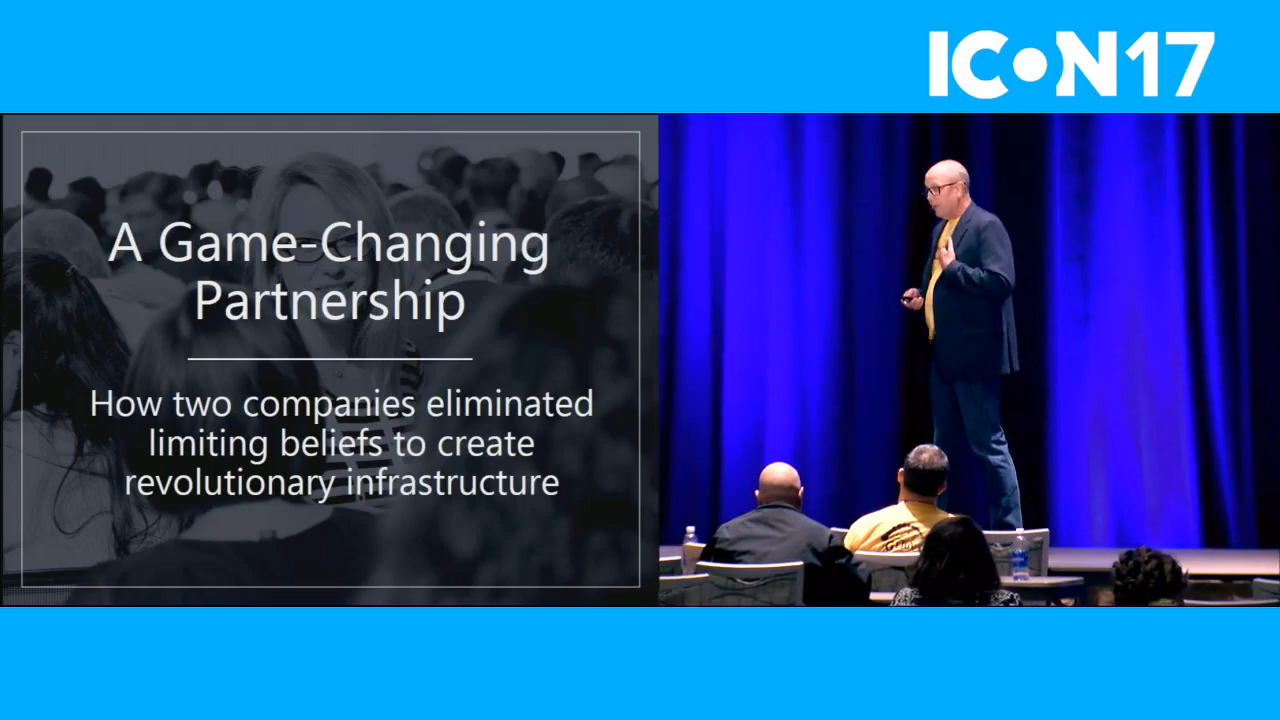 ICON17
A Game-Changing
Partnership
How two companies eliminated
limiting beliefs to create
revolutionary infrastructure